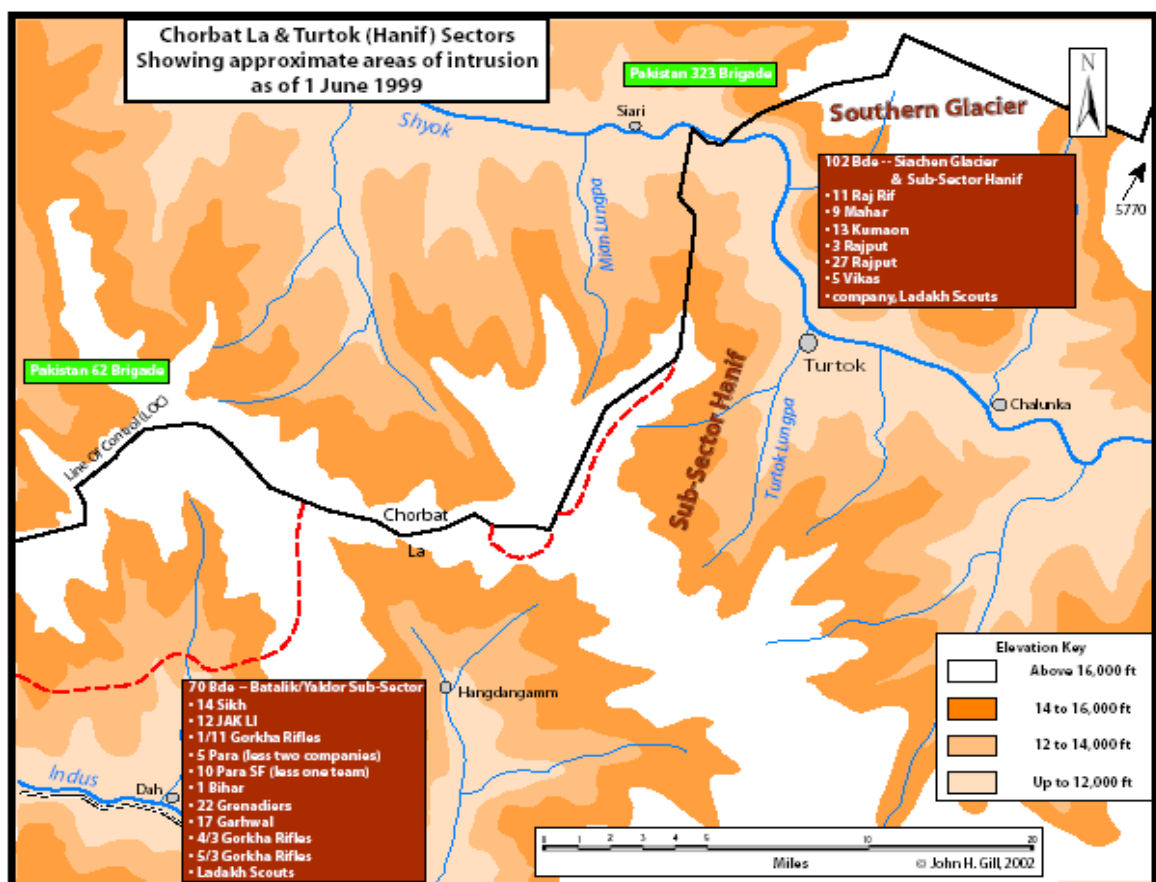 Chorbat La & Turtok (Hanif) Sectors
Showing approximate areas of intrusion
as of 1 June 1999
Pakistan 323 Brigade
N
Southern Glacier
Shyok
Siari
5770
102 Bde -- Siachen Glacier
& Sub-Sector Hanif
• 11 Raj Rif
• 9 Mahar
• 13 Kumaon
• 3 Rajput
• 27 Rajput
• 5 Vikas
• company, Ladakh Scouts
Mian Lungpa
Pakistan 62 Brigade
Line Of Control (LOC)
Turtok
Sub-Sector Hanif
Turtok Lungpa
Chalunka
Chorbat
La
Hangdangamm
70 Bde -- Batalik/Yaldor Sub-Sector
• 14 Sikh
• 12 JAK LI
• 1/11 Gorkha Rifles
• 5 Para (less two companies)
• 10 Para SF (less one team)
• 1 Bihar
• 22 Grenadiers
• 17 Garhwal
• 4/3 Gorkha Rifles
• 5/3 Gorkha Rifles
• Ladakh Scouts
Indus
Dah
Elevation Key
Above 16,000 ft
14 to 16,000 ft
12 to 14,000 ft
Up to 12,000 ft
0 1 2 3 4 5 10 20
Miles
© John H. Gill, 2002